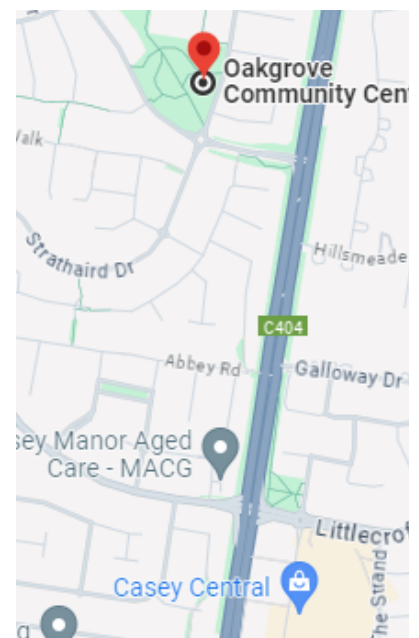 Oakgrove
Community Cent
Walk
Strathaird Dr
Hillsmeade
C404
Abbey Rd
Galloway Dr
sey Manor Aged
Care - MACG
Littlecrof
Casey Central
The Strand
g